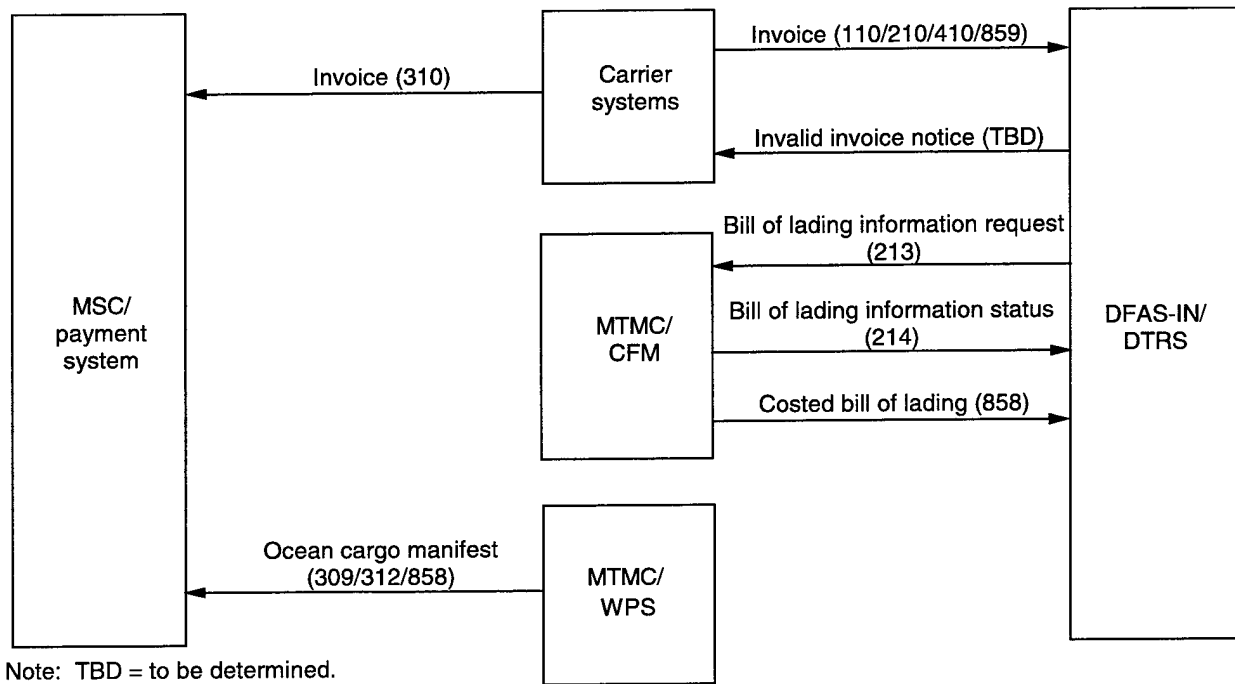 Invoice (110/210/410/859)
Invoice (310)
Carrier
systems
Invalid invoice notice (TBD)
Bill of lading information request
(213)
MSC/
payment
system
MTMC/
CFM
Bill of lading information status
(214)
DFAS-IN/
DTRS
Costed bill of lading (858)
Ocean cargo manifest
(309/312/858)
MTMC/
WPS
Note: TBD = to be determined.